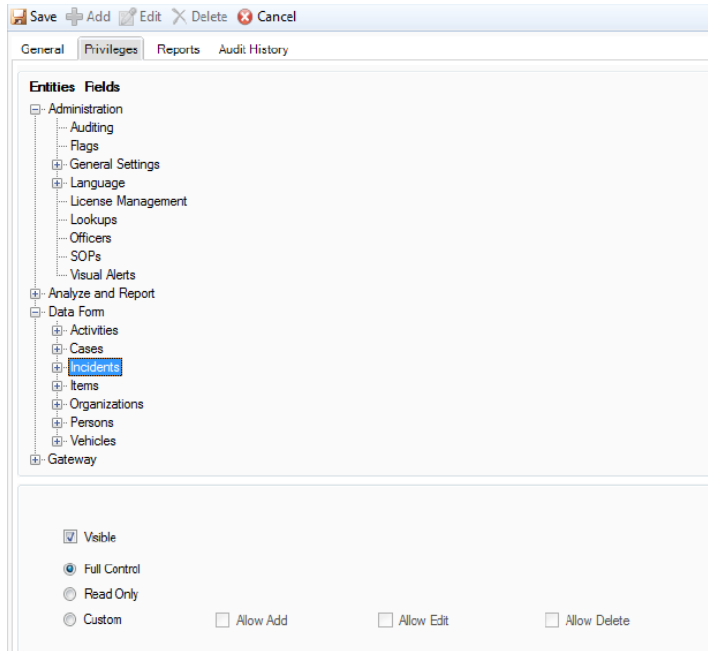 Save Add Edit Delete Cancel
General Privileges Reports Audit History
Entities Fields
Administration
Auditing
Flags
General Settings
Language
License Management
Lookups
Officers
SOPs
Visual Alerts
Analyze and Report
Data Form
Activities
Cases
Incidents
Items
Organizations
Persons
Vehicles
Gateway
Visible
Full Control
Read Only
Custom Allow Add Allow Edit Allow Delete